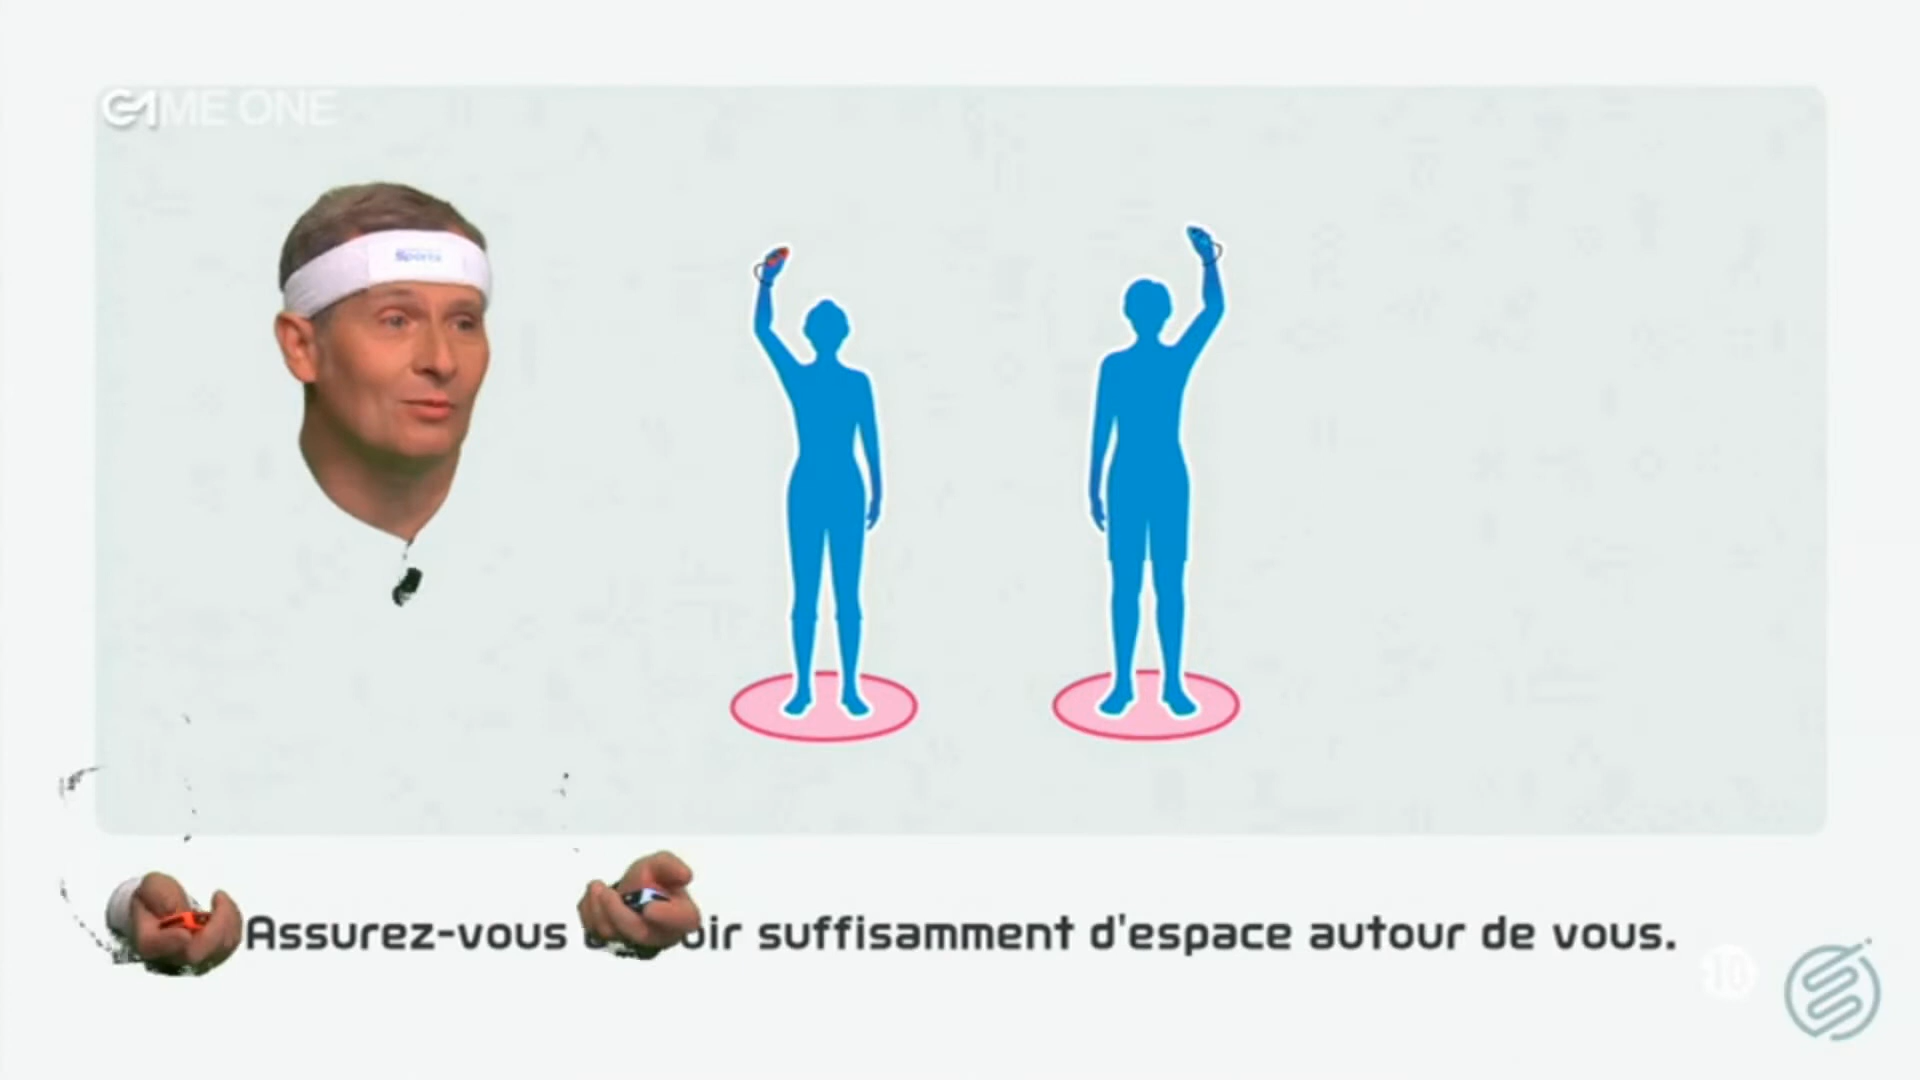 GAME ONE
Sports
Assurez-vous oir suffisamment d'espace autour de vous.
10